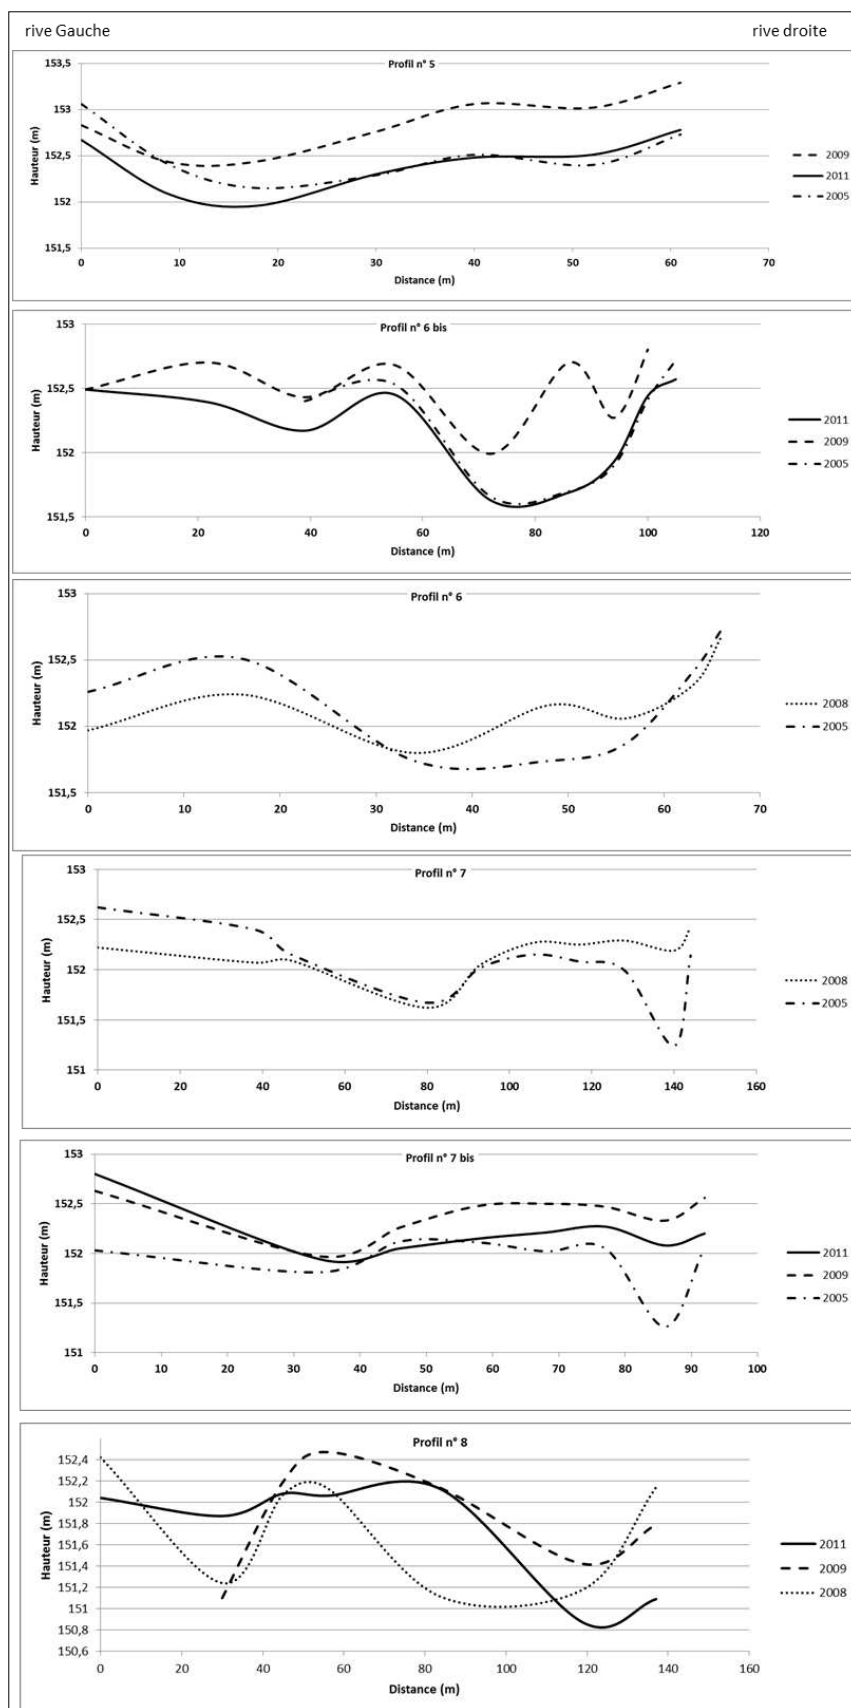 rive Gauche rive droite
Profil n° 5
Hauteur (m)
153,5
153
152,5
152
151,5
0 10 20 30 40 50 60 70
Distance (m)
2009
2011
2005
Profil n° 6 bis
Hauteur (m)
153
152,5
152
151,5
0 20 40 60 80 100 120
Distance (m)
2011
2009
2005
Profil n° 6
Hauteur (m)
153
152,5
152
151,5
0 10 20 30 40 50 60 70
Distance (m)
2008
2005
Profil n° 7
Hauteur (m)
153
152,5
152
151,5
151
0 20 40 60 80 100 120 140 160
Distance (m)
2008
2005
Profil n° 7 bis
Hauteur (m)
153
152,5
152
151,5
151
0 10 20 30 40 50 60 70 80 90 100
Distance (m)
2011
2009
2005
Profil n° 8
Hauteur (m)
152,4
152,2
152
151,8
151,6
151,4
151,2
151
150,8
150,6
0 20 40 60 80 100 120 140 160
Distance (m)
2011
2009
2008